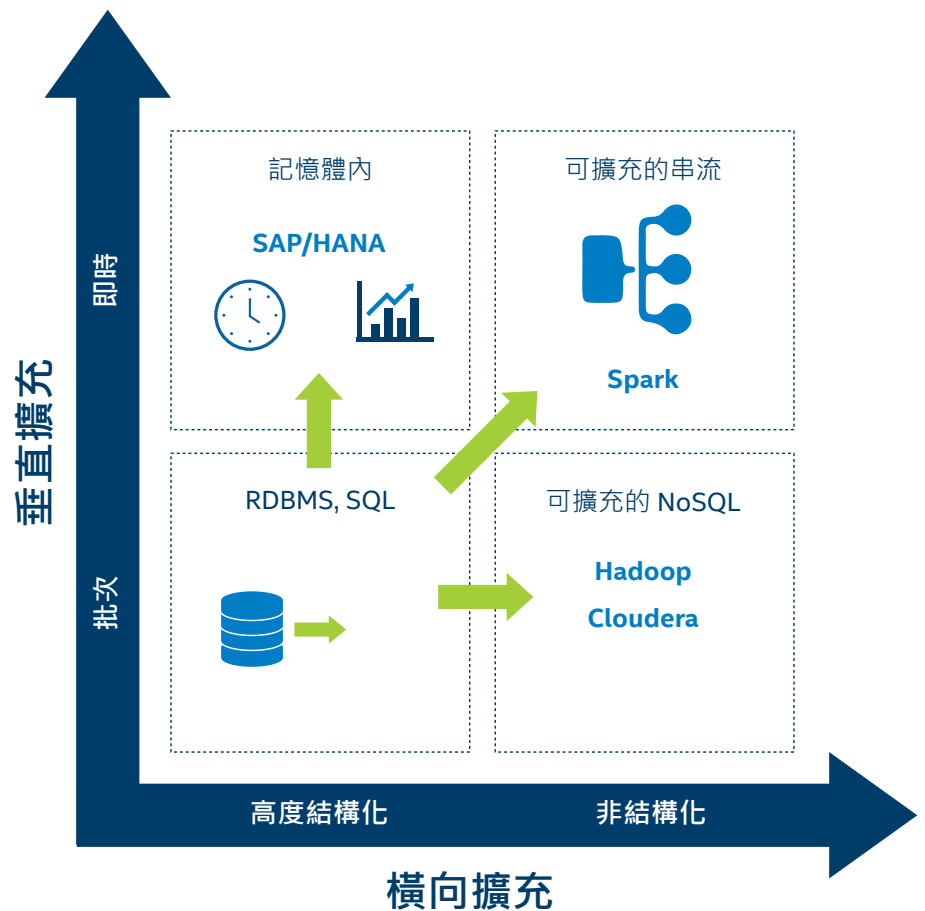 垂直擴充
即時
批次
記憶體內
SAP/HANA
可擴充的串流
Spark
RDBMS, SQL
可擴充的 NoSQL
Hadoop
Cloudera
高度結構化
非結構化
橫向擴充